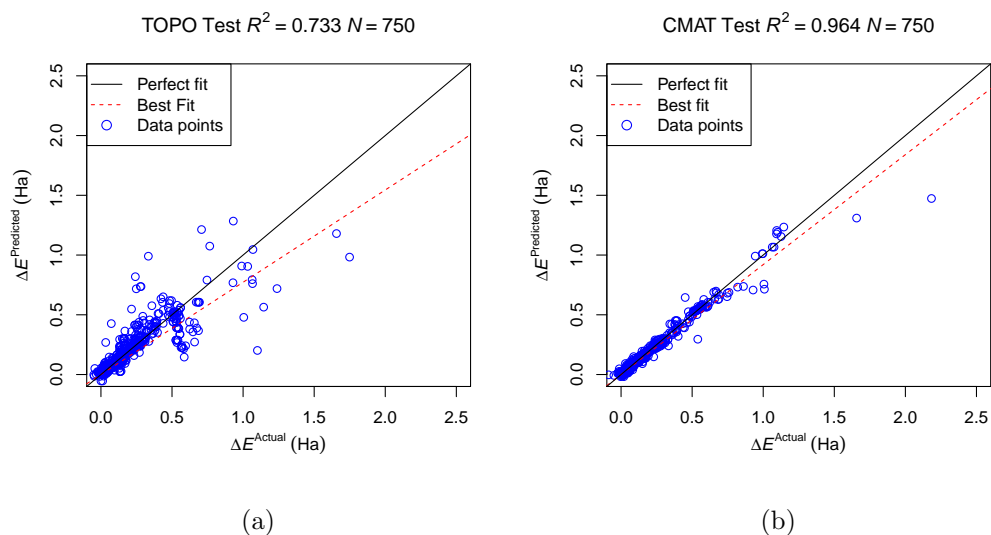 TOPO Test R² = 0.733 N = 750
Perfect fit
Best Fit
Data points
ΔE^Predicted (Ha)
0.0 0.5 1.0 1.5 2.0 2.5
0.0 0.5 1.0 1.5 2.0 2.5
ΔE^Actual (Ha)
(a)
CMAT Test R² = 0.964 N = 750
Perfect fit
Best fit
Data points
ΔE^Predicted (Ha)
0.0 0.5 1.0 1.5 2.0 2.5
0.0 0.5 1.0 1.5 2.0 2.5
ΔE^Actual (Ha)
(b)